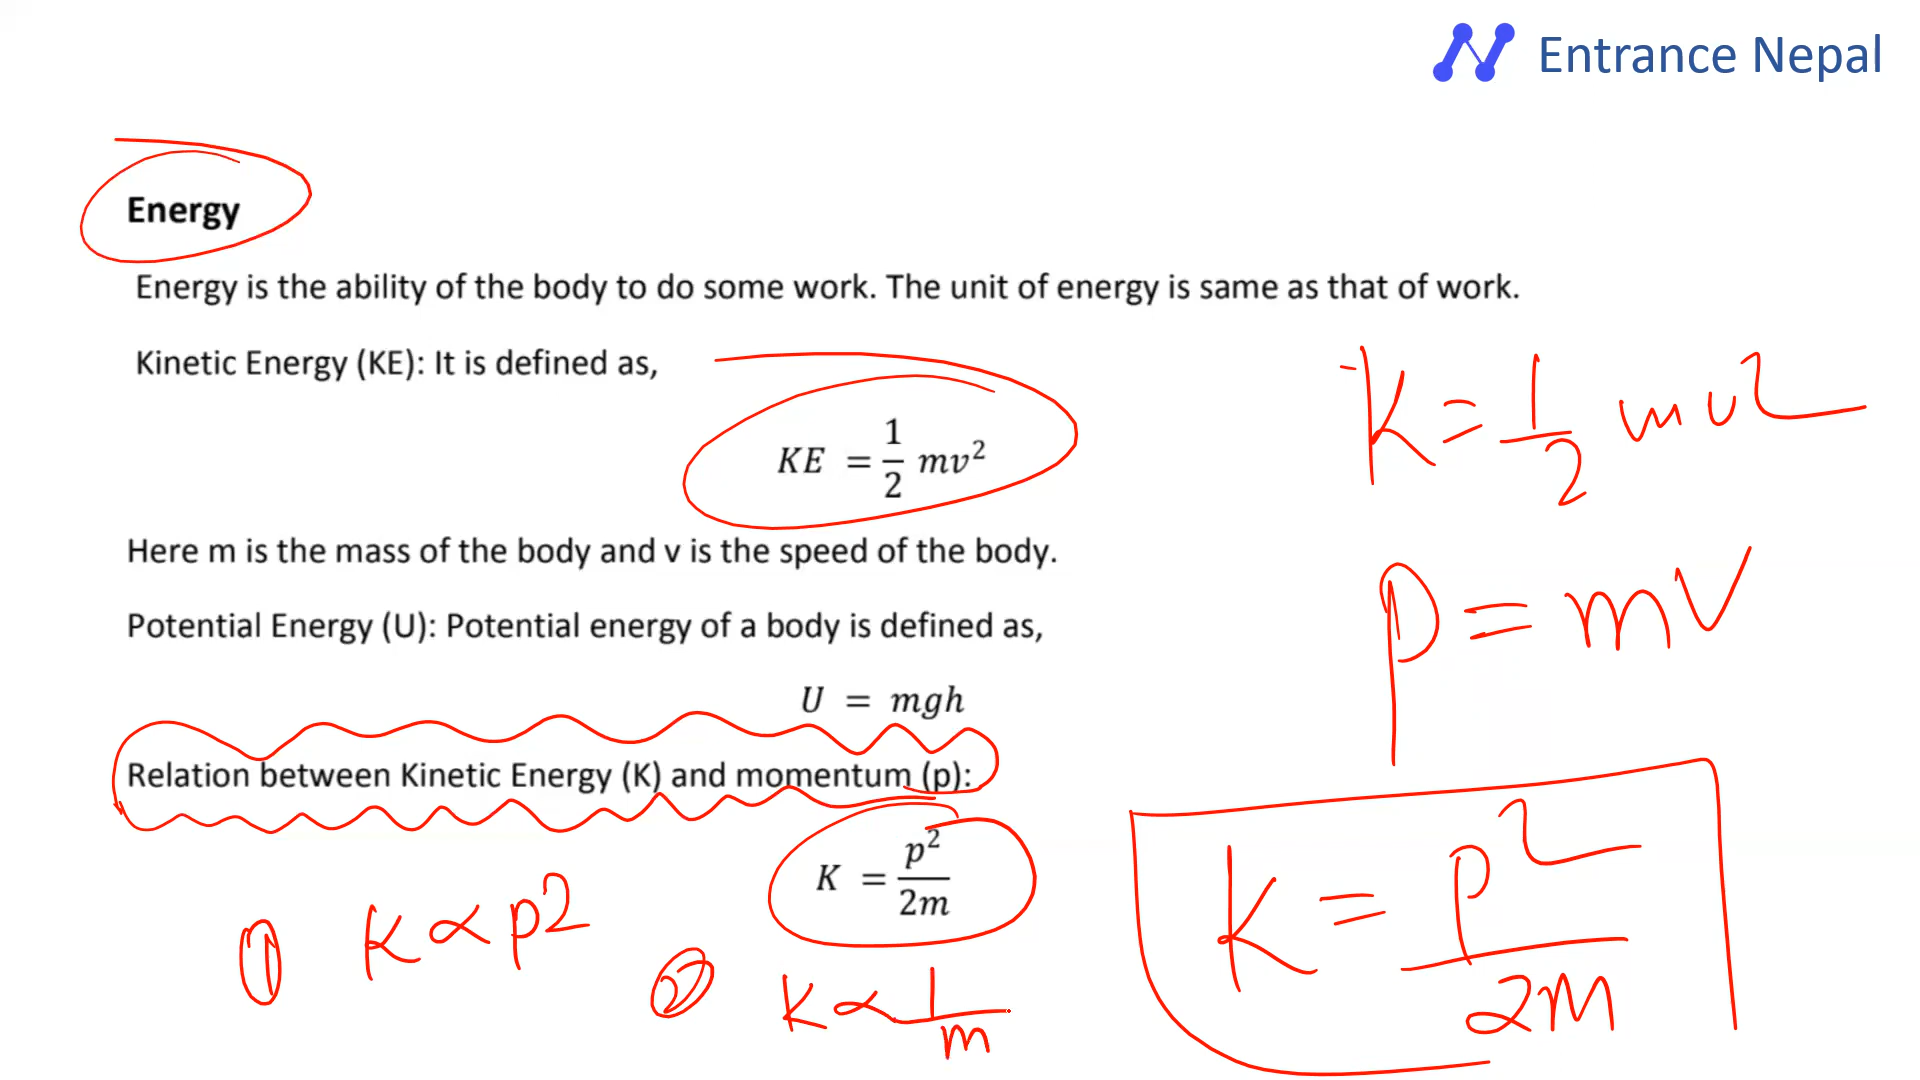 Entrance Nepal
Energy
Energy is the ability of the body to do some work. The unit of energy is same as that of work.
Kinetic Energy (KE): It is defined as,
KE = 1/2 mv²
K = 1/2 mv²
Here m is the mass of the body and v is the speed of the body.
p = mv
Potential Energy (U): Potential energy of a body is defined as,
U = mgh
Relation between Kinetic Energy (K) and momentum (p):
K = p²/2m
K = p²/2m
① K ∝ p²
② K ∝ 1/m